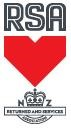 RSA
N Z
RETURNED AND SERVICES